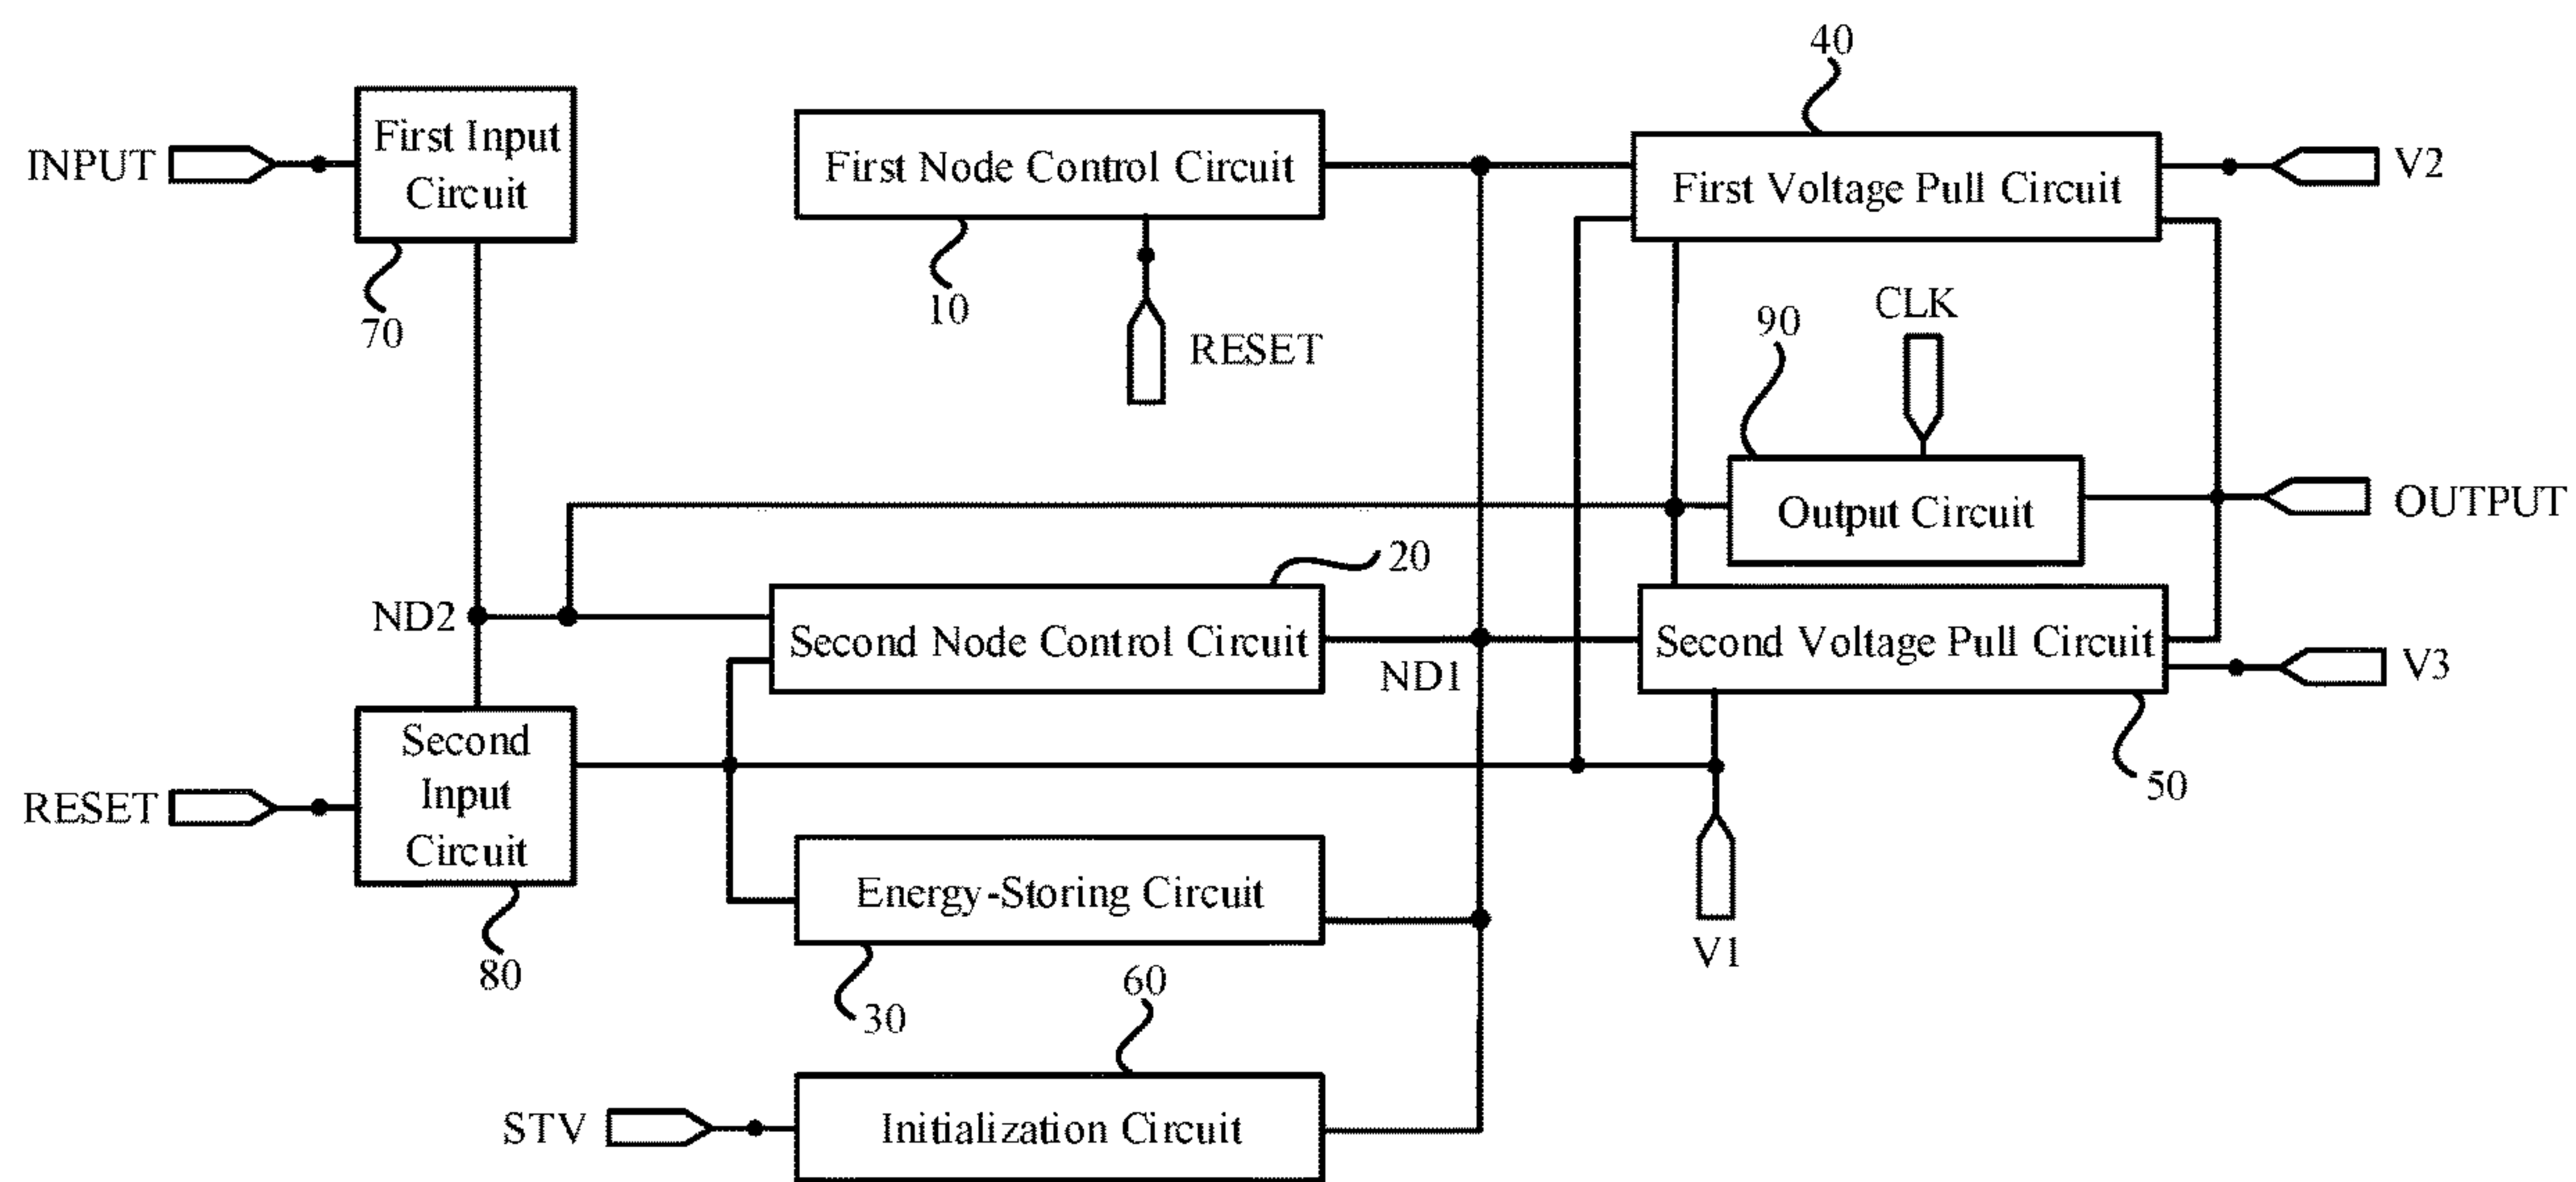 40
INPUT
First Input
Circuit
First Node Control Circuit
First Voltage Pull Circuit
V2
70
10
RESET
90
CLK
Output Circuit
OUTPUT
20
ND2
Second Node Control Circuit
ND1
Second Voltage Pull Circuit
V3
RESET
Second
Input
Circuit
50
Energy-Storing Circuit
V1
80
30
60
STV
Initialization Circuit